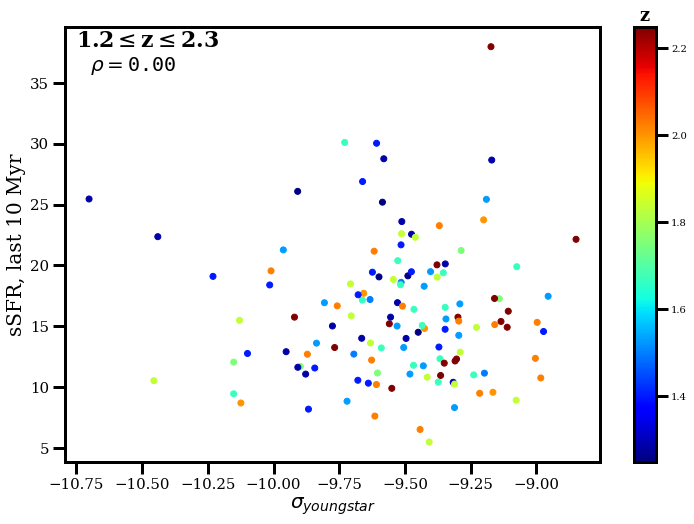 z
1.2 ≤ z ≤ 2.3
ρ = 0.00
sSFR, last 10 Myr
35
30
25
20
15
10
5
−10.75 −10.50 −10.25 −10.00 −9.75 −9.50 −9.25 −9.00
σyoungstar
2.2
2.0
1.8
1.6
1.4